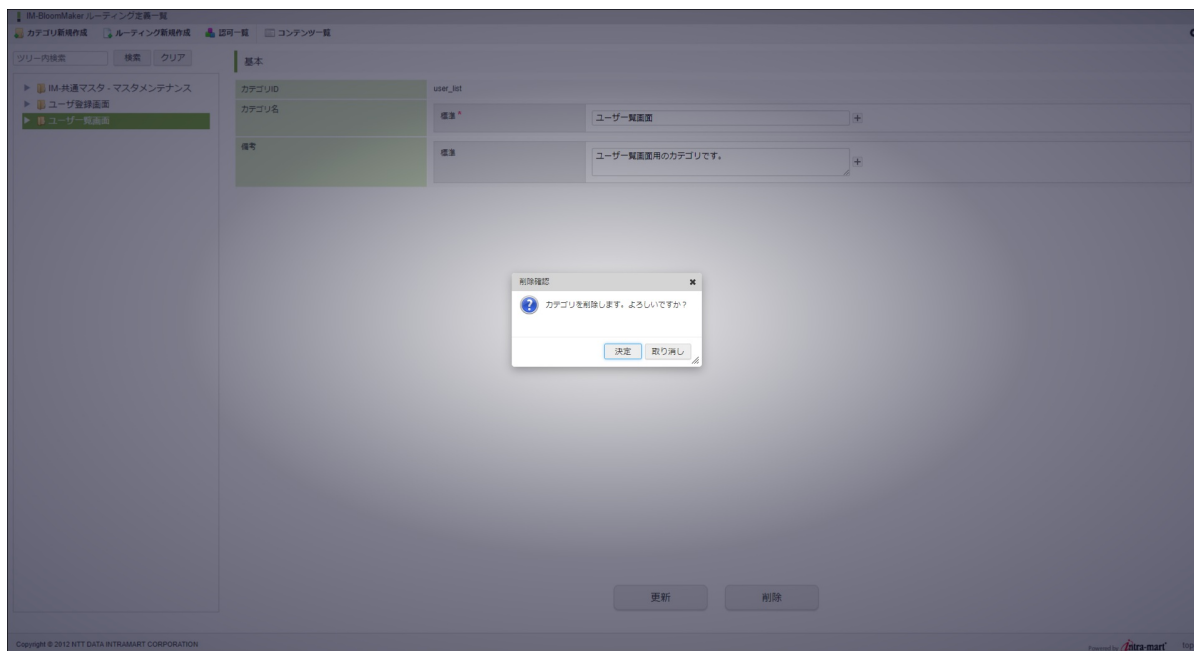 IM-BloomMaker ルーティング定義一覧
カテゴリ新規作成 ルーティング新規作成 認可一覧 コンテンツ一覧
ツリー内検索 検索 クリア
基本
IM-共通マスタ - マスタメンテナンス
ユーザ登録画面
ユーザ一覧画面
カテゴリID user_list
カテゴリ名 標準 * ユーザ一覧画面
備考 標準 ユーザ一覧画面用のカテゴリです。
削除確認
カテゴリを削除します。よろしいですか?
決定 取り消し
更新 削除
Copyright © 2012 NTT DATA INTRAMART CORPORATION
Powered by intra-mart top